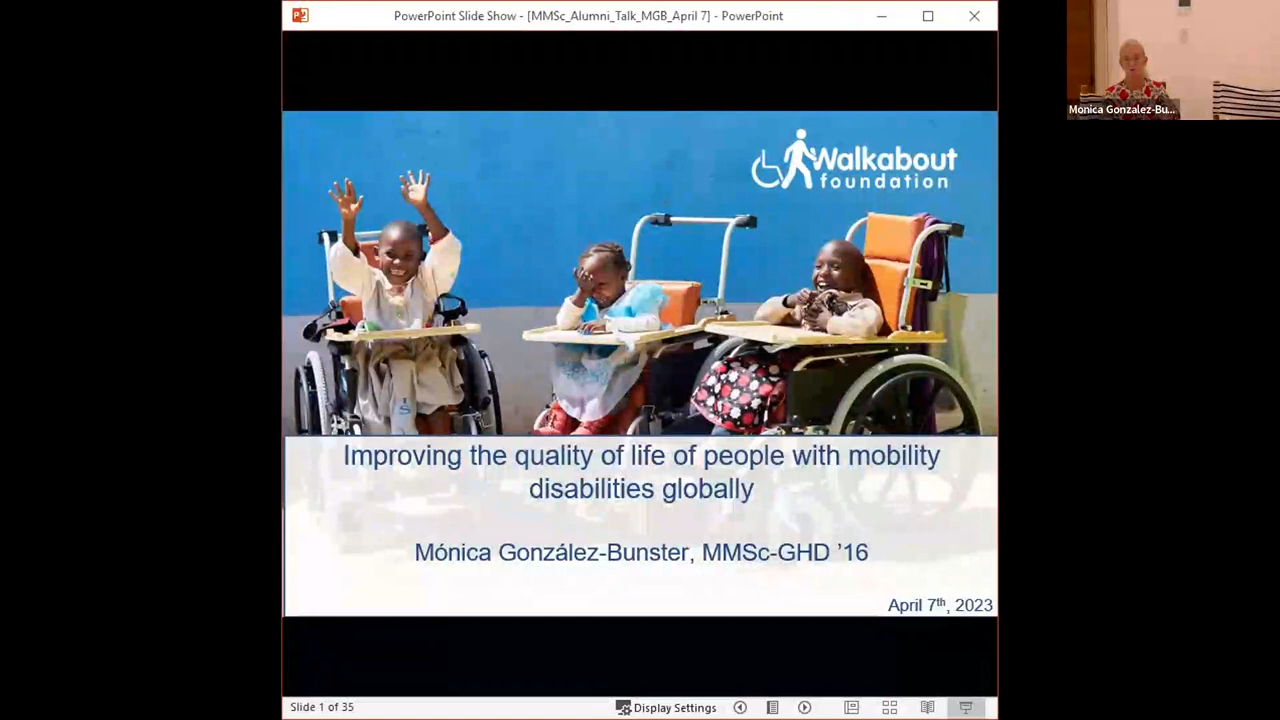 PowerPoint Slide Show - [MMSc_Alumni_Talk_MGB_April 7] - PowerPoint
Monica Gonzalez-Bu...
Walkabout
foundation
Improving the quality of life of people with mobility
disabilities globally
Mónica González-Bunster, MMSc-GHD ’16
April 7th, 2023
Slide 1 of 35
Display Settings